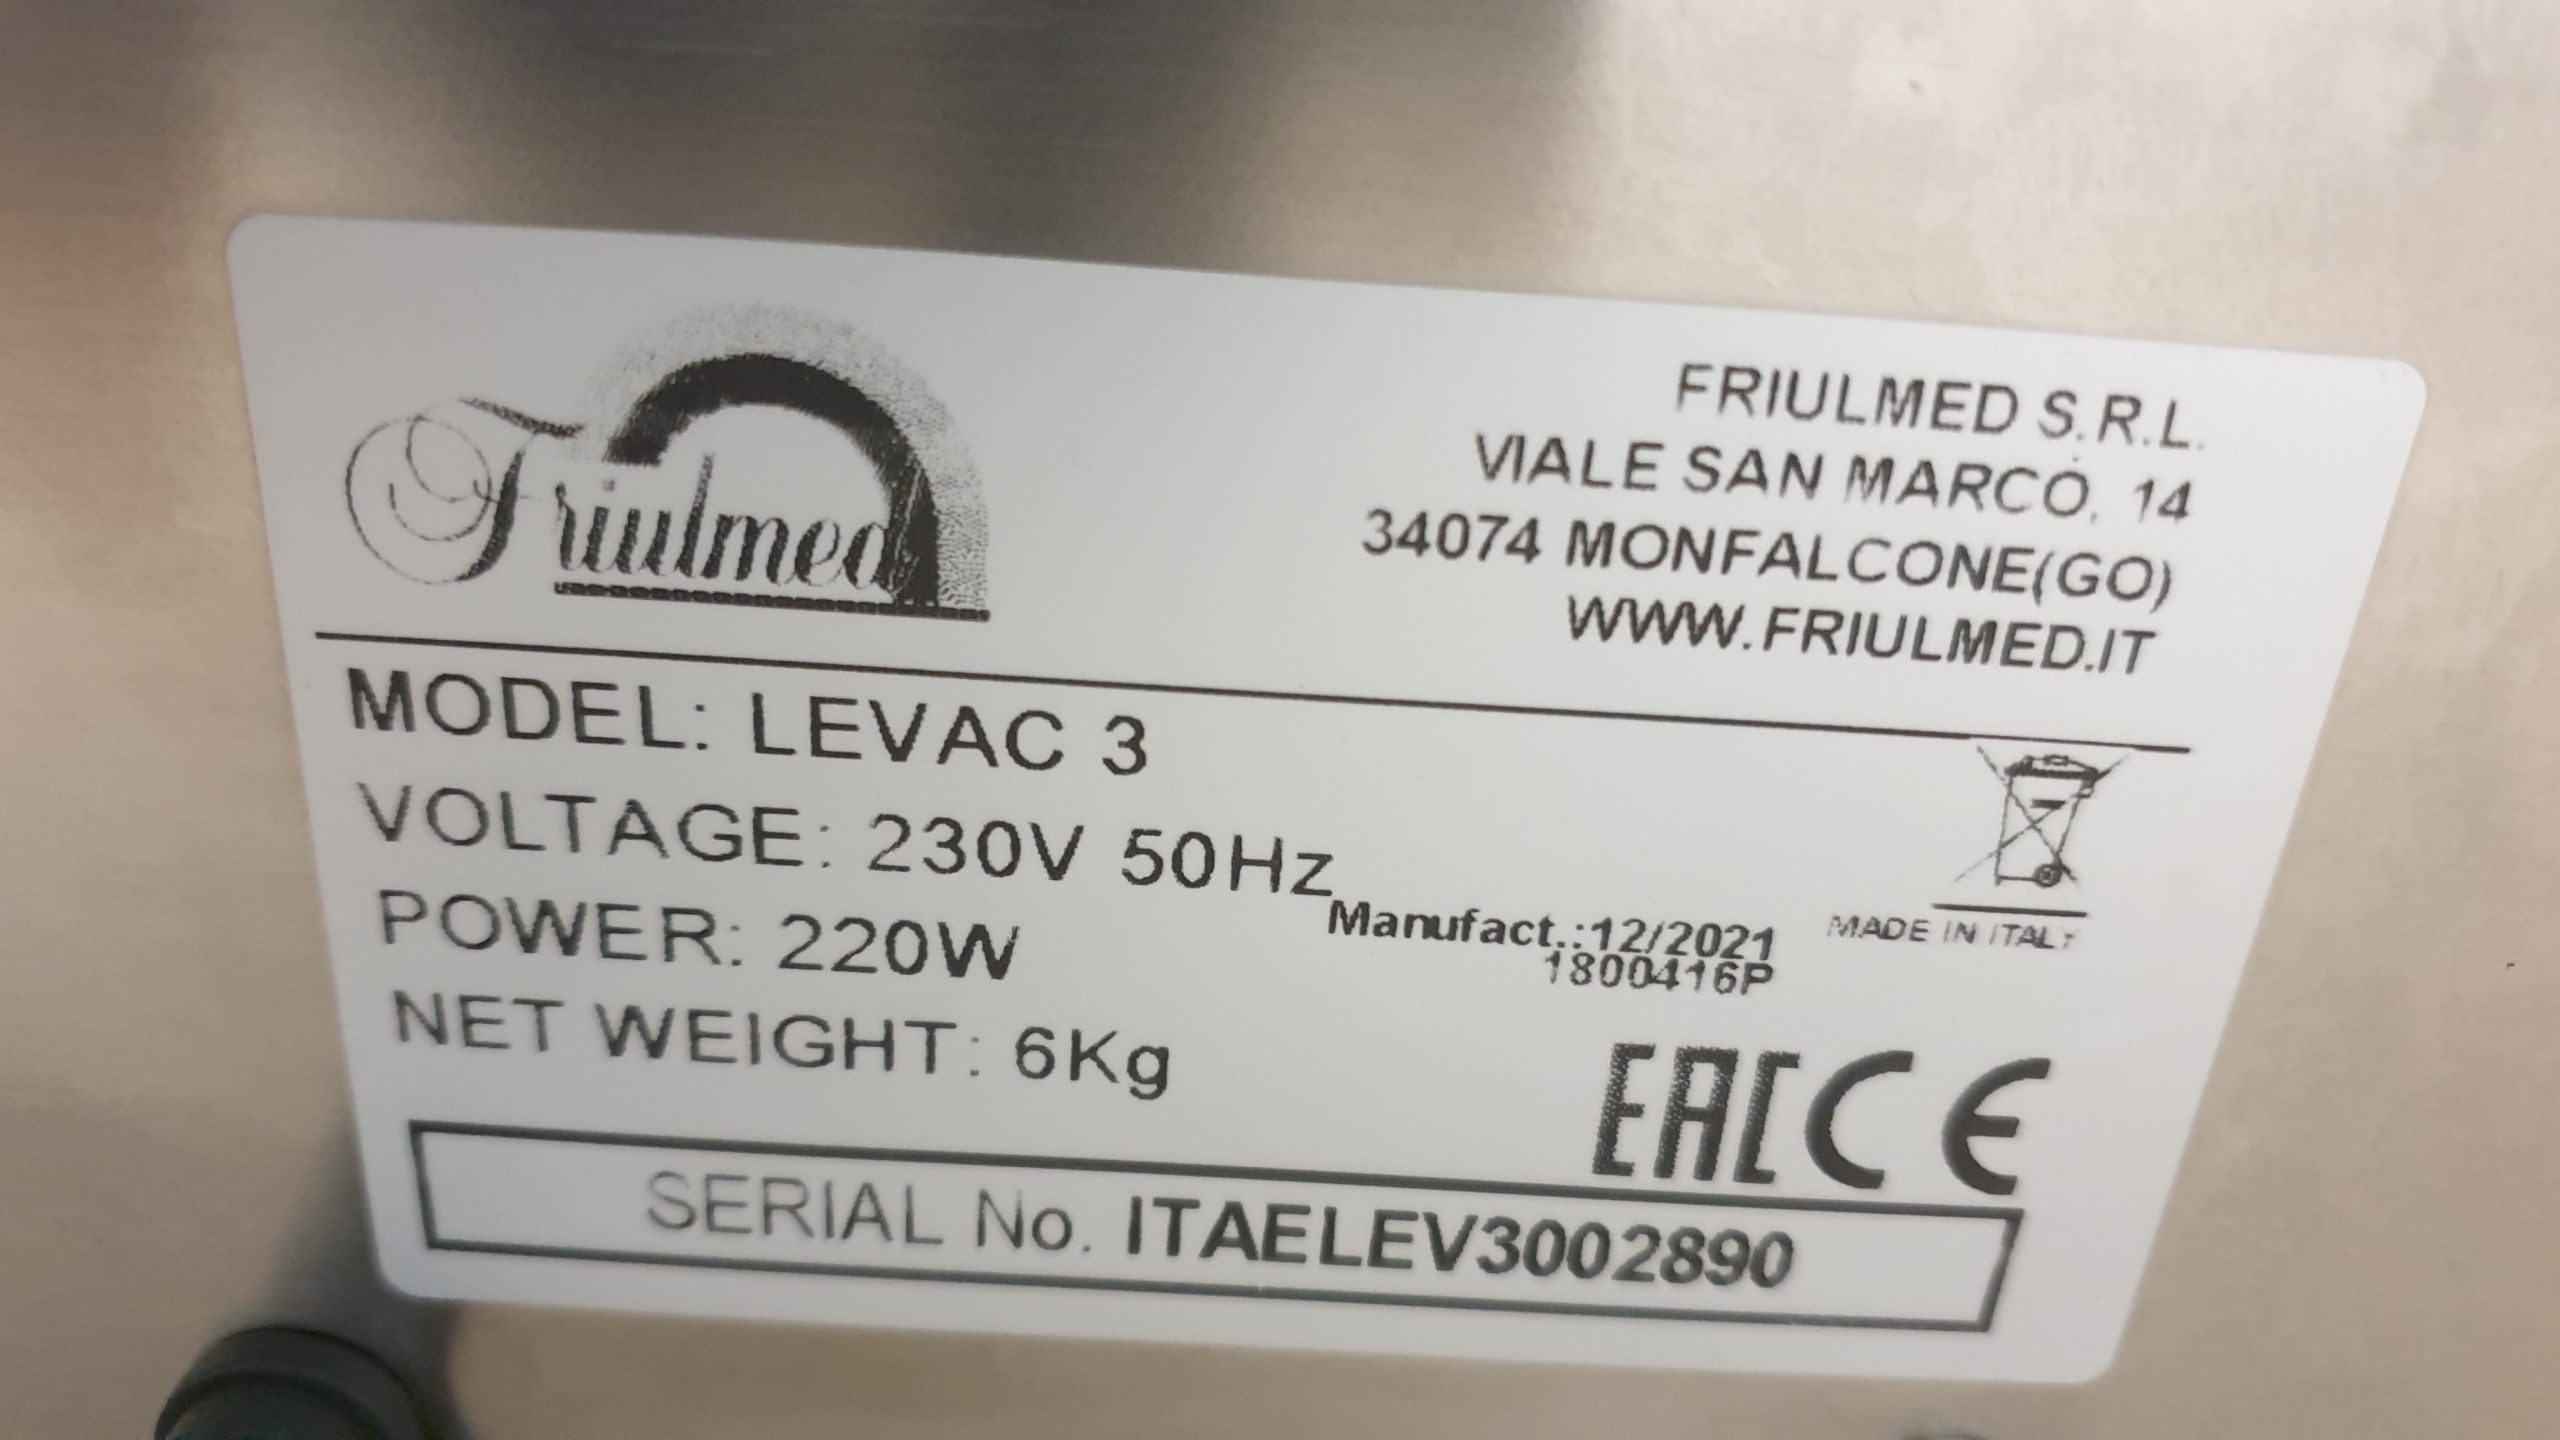 Friulmed
FRIULMED S.R.L.
VIALE SAN MARCO, 14
34074 MONFALCONE(GO)
WWW.FRIULMED.IT
MODEL: LEVAC 3
VOLTAGE: 230V 50Hz
POWER: 220W
Manufact.:12/2021
1800416P
MADE IN ITALY
NET WEIGHT: 6Kg
EAC CE
SERIAL No. ITAELEV3002890